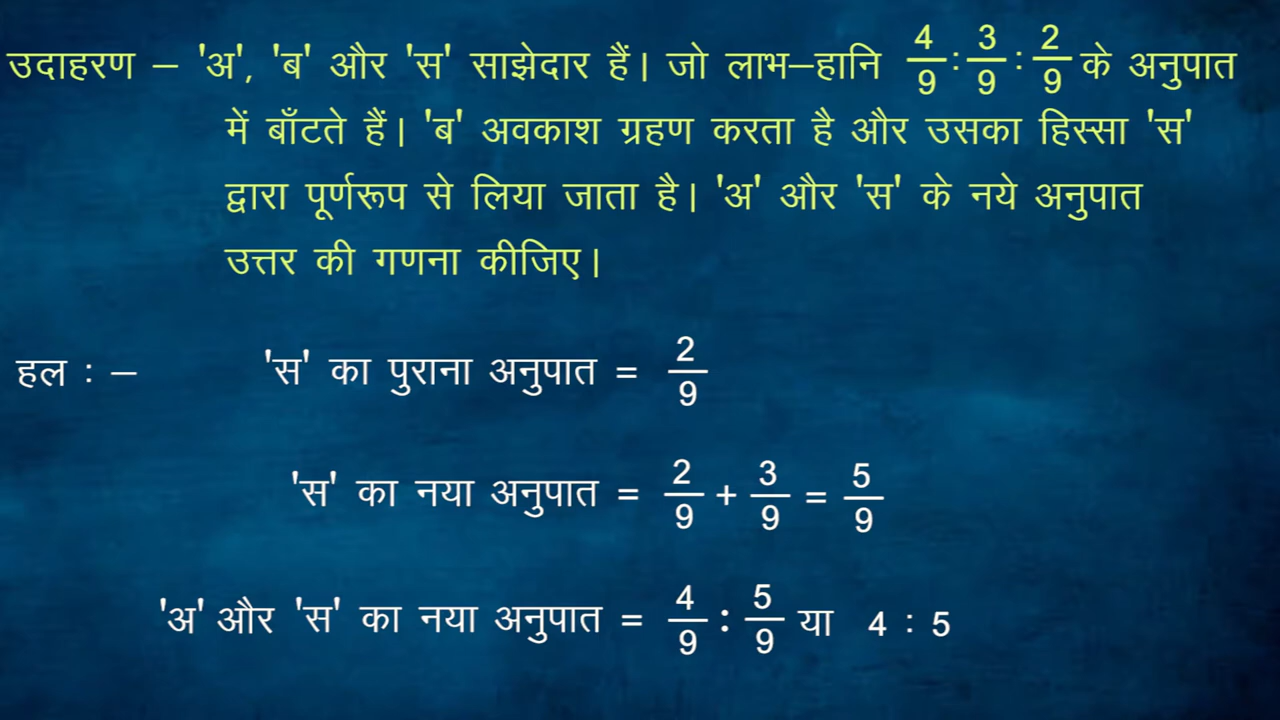 उदाहरण – 'अ', 'ब' और 'स' साझेदार हैं। जो लाभ–हानि 4/9 : 3/9 : 2/9 के अनुपात
में बाँटते हैं। 'ब' अवकाश ग्रहण करता है और उसका हिस्सा 'स'
द्वारा पूर्णरूप से लिया जाता है। 'अ' और 'स' के नये अनुपात
उत्तर की गणना कीजिए।
हल : – 'स' का पुराना अनुपात = 2/9
'स' का नया अनुपात = 2/9 + 3/9 = 5/9
'अ' और 'स' का नया अनुपात = 4/9 : 5/9 या 4 : 5